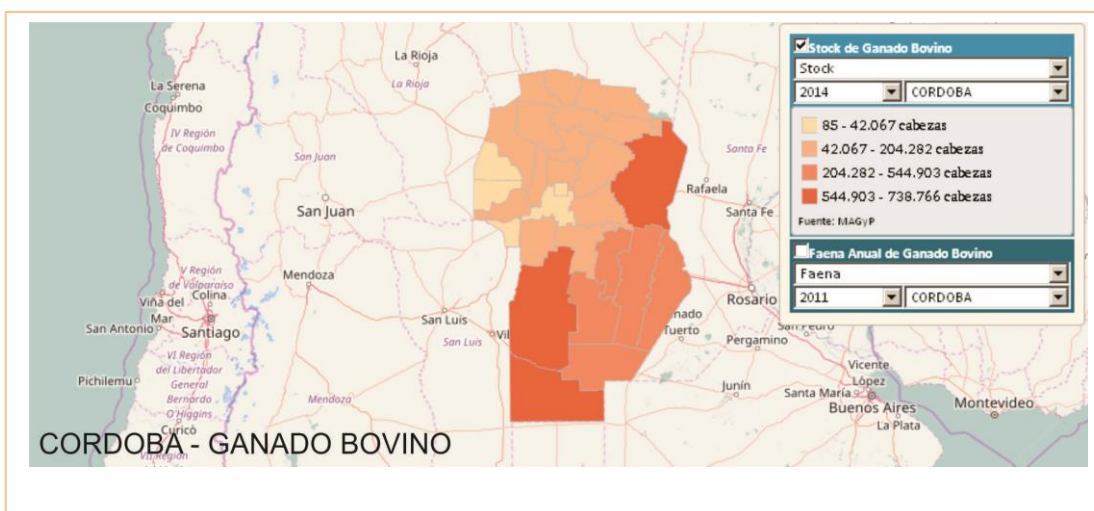 La Rioja
La Rioja
La Serena
Coquimbo
IV Región
de Coquimbo
San Juan
San Juan
Santa Fe
Rafaela
Santa Fe
V Región
de Valparaíso
Mendoza
Viña del
Mar
Colina
San Antonio
Santiago
San Luis
San Luis
Rosario
Tuerto
Pergamino
San Pedro
VI Región
del Libertador
General
Bernardo
O'Higgins
Pichilemu
Mendoza
Curicó
VII Región
Junín
Vicente
López
Santa María
Buenos Aires
La Plata
Montevideo
CORDOBA - GANADO BOVINO
Stock de Ganado Bovino
Stock
2014 CORDOBA
85 - 42.067 cabezas
42.067 - 204.282 cabezas
204.282 - 544.903 cabezas
544.903 - 738.766 cabezas
Fuente: MAGyP
Faena Anual de Ganado Bovino
Faena
2011 CORDOBA